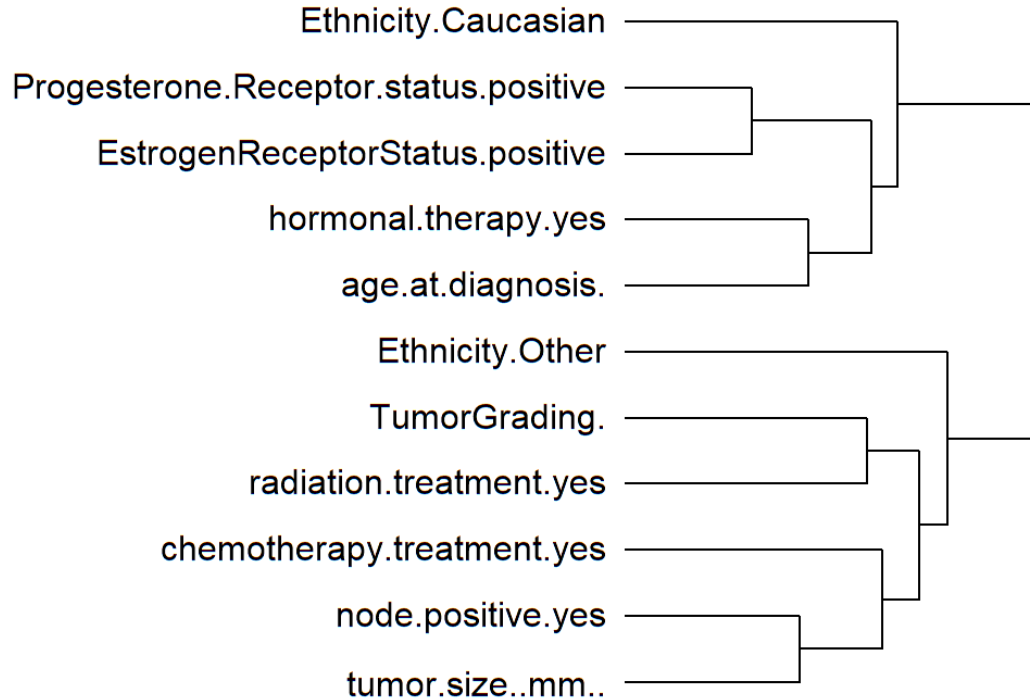 Ethnicity.Caucasian
Progesterone.Receptor.status.positive
EstrogenReceptorStatus.positive
hormonal.therapy.yes
age.at.diagnosis.
Ethnicity.Other
TumorGrading.
radiation.treatment.yes
chemotherapy.treatment.yes
node.positive.yes
tumor.size..mm..